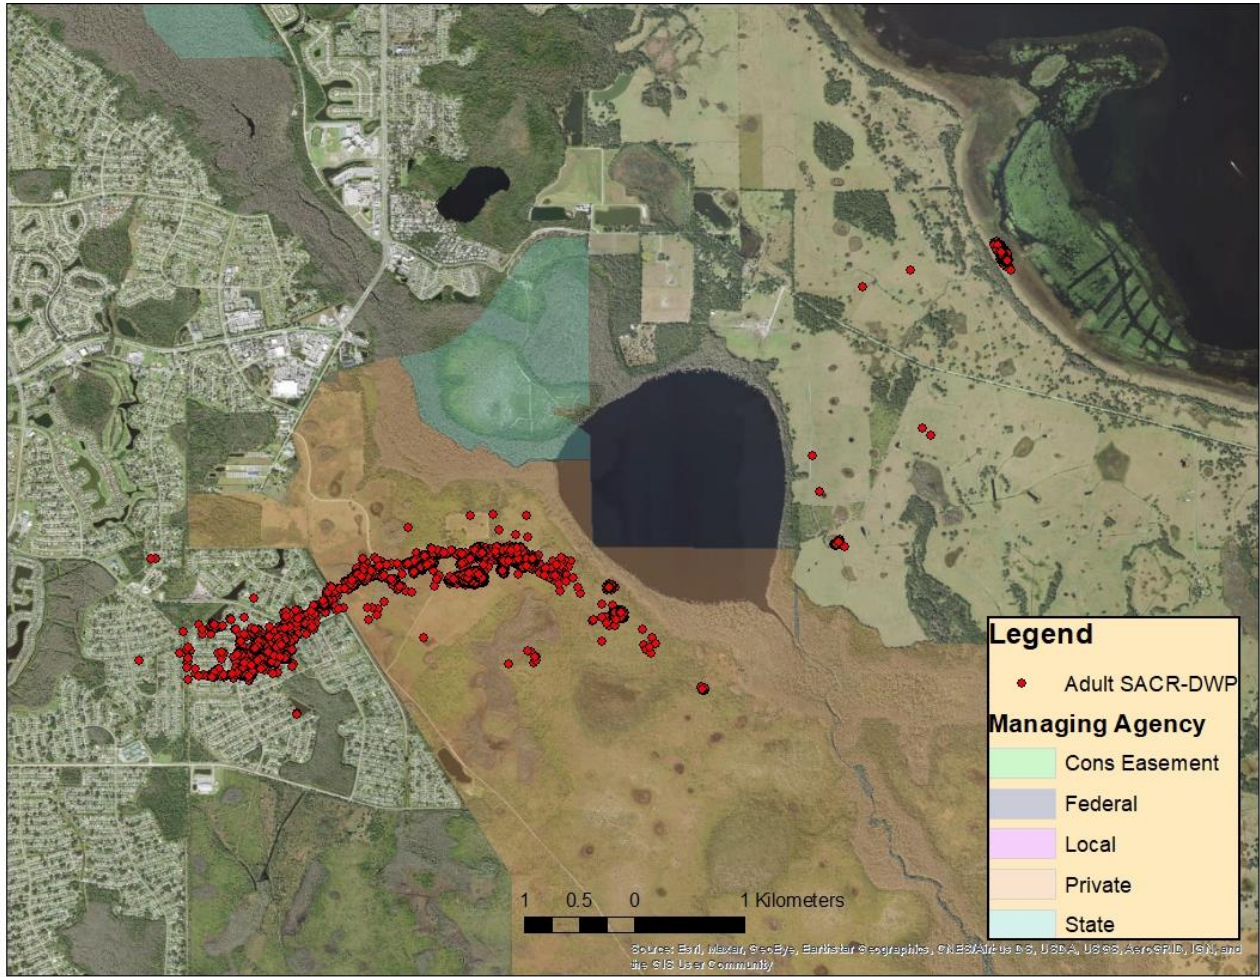 Legend
Adult SACR-DWP
Managing Agency
Cons Easement
Federal
Local
Private
State
1 0.5 0 1 Kilometers
Source: Esri, Maxar, GeoEye, Earthstar Geographics, CNES/Airbus DS, USDA, USGS, AeroGRID, IGN, and
the GIS User Community